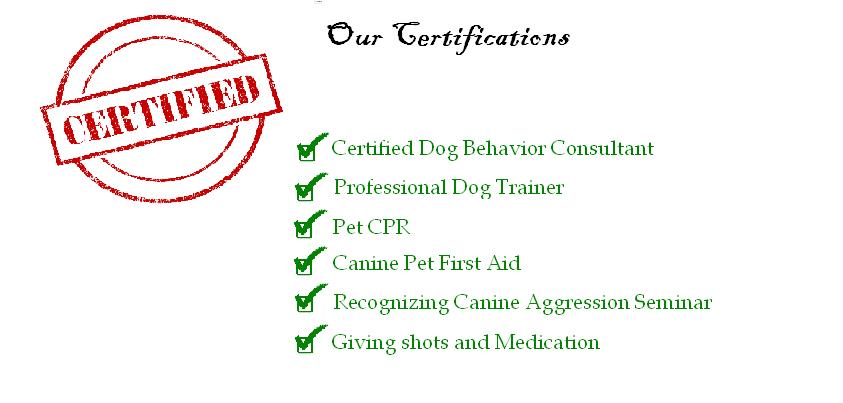 Our Certifications
CERTIFIED
Certified Dog Behavior Consultant
Professional Dog Trainer
Pet CPR
Canine Pet First Aid
Recognizing Canine Aggression Seminar
Giving shots and Medication